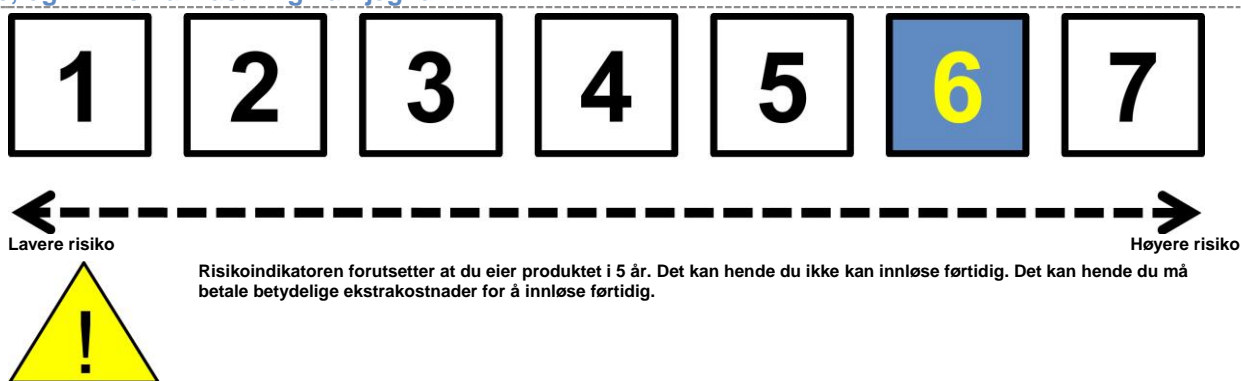 1 2 3 4 5 6 7
Lavere risiko Høyere risiko
Risikoindikatoren forutsetter at du eier produktet i 5 år. Det kan hende du ikke kan innløse førtidig. Det kan hende du må
betale betydelige ekstrakostnader for å innløse førtidig.
!